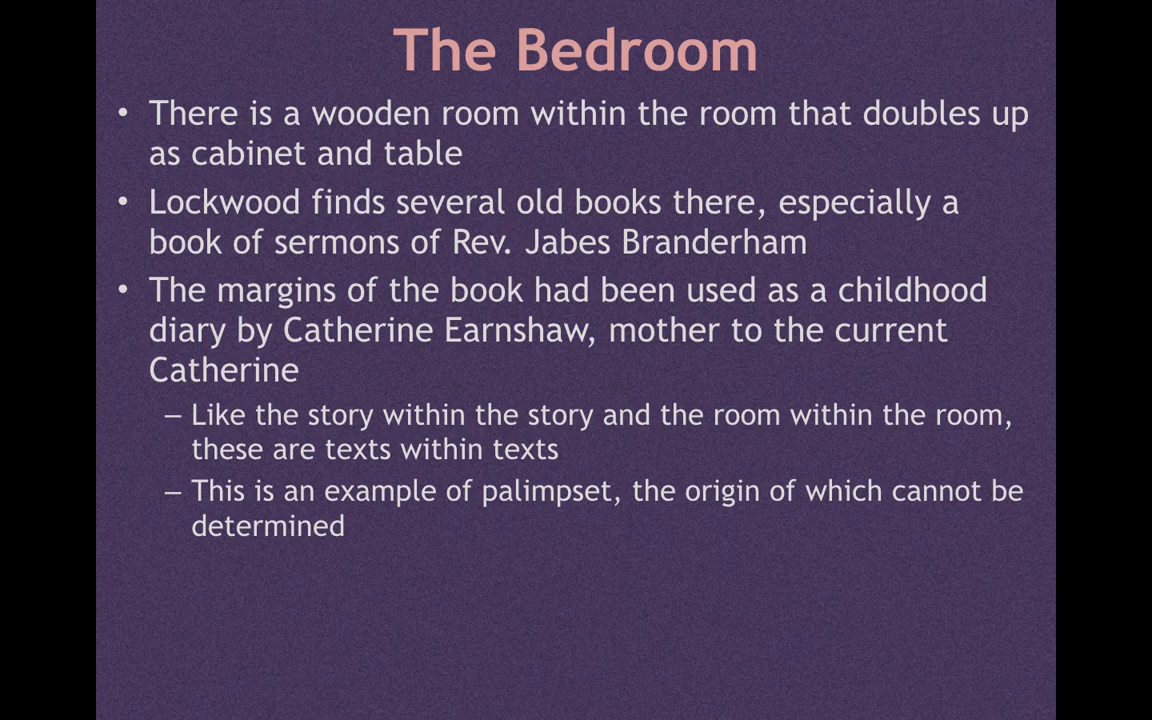 The Bedroom
• There is a wooden room within the room that doubles up
as cabinet and table
• Lockwood finds several old books there, especially a
book of sermons of Rev. Jabes Branderham
• The margins of the book had been used as a childhood
diary by Catherine Earnshaw, mother to the current
Catherine
– Like the story within the story and the room within the room,
these are texts within texts
– This is an example of palimpset, the origin of which cannot be
determined